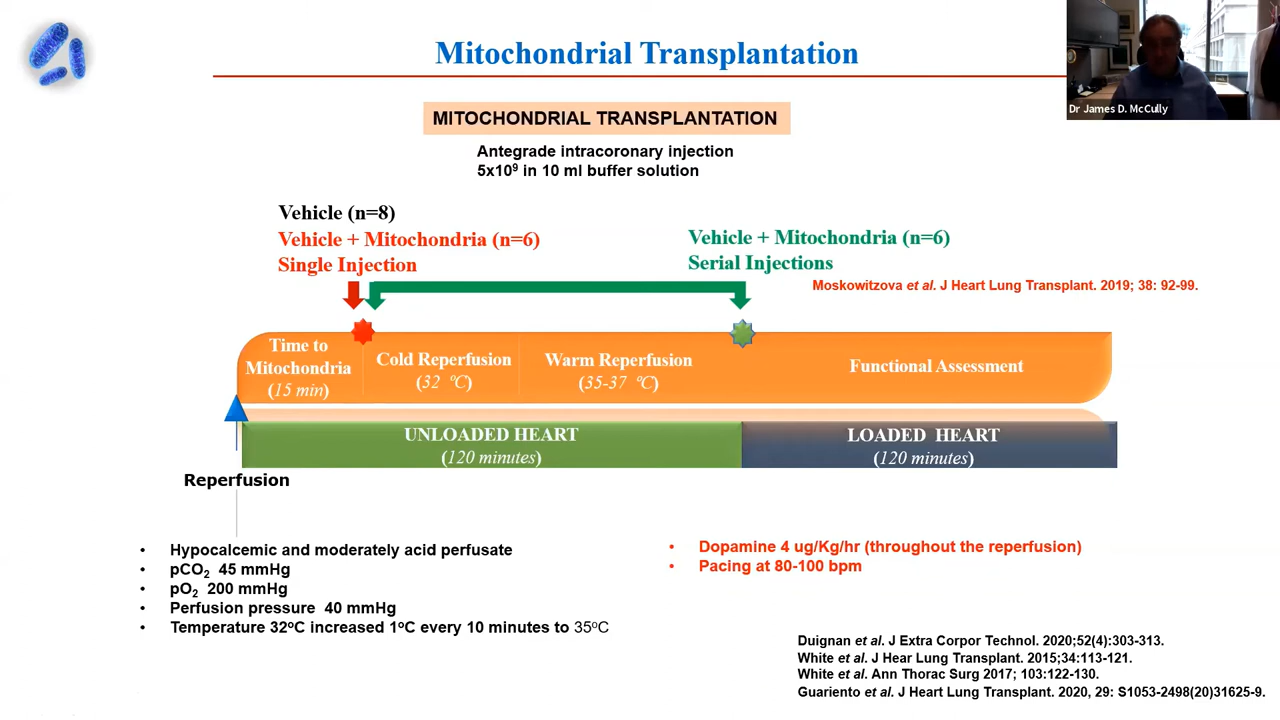 Mitochondrial Transplantation
Dr James D. McCully
MITOCHONDRIAL TRANSPLANTATION
Antegrade intracoronary injection
5x10⁹ in 10 ml buffer solution
Vehicle (n=8)
Vehicle + Mitochondria (n=6)
Single Injection
Vehicle + Mitochondria (n=6)
Serial Injections
Moskowitzova et al. J Heart Lung Transplant. 2019; 38: 92-99.
Time to
Mitochondria
(15 min)
Cold Reperfusion
(32 °C)
Warm Reperfusion
(35-37 °C)
Functional Assessment
UNLOADED HEART
(120 minutes)
LOADED HEART
(120 minutes)
Reperfusion
• Hypocalcemic and moderately acid perfusate
• pCO₂ 45 mmHg
• pO₂ 200 mmHg
• Perfusion pressure 40 mmHg
• Temperature 32ºC increased 1ºC every 10 minutes to 35ºC
• Dopamine 4 ug/Kg/hr (throughout the reperfusion)
• Pacing at 80-100 bpm
Duignan et al. J Extra Corpor Technol. 2020;52(4):303-313.
White et al. J Hear Lung Transplant. 2015;34:113-121.
White et al. Ann Thorac Surg 2017; 103:122-130.
Guariento et al. J Heart Lung Transplant. 2020, 29: S1053-2498(20)31625-9.